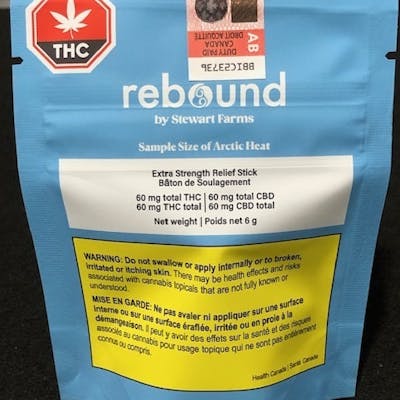 THC
AB
DUTY PAID
CANADA
DROIT ACQUITTÉ
BBIC23736
rebound
by Stewart Farms
Sample Size of Arctic Heat
Extra Strength Relief Stick
Bâton de Soulagement
60 mg total THC | 60 mg total CBD
60 mg THC total | 60 mg CBD total
Net weight | Poids net 6 g
WARNING: Do not swallow or apply internally or to broken,
irritated or itching skin. There may be health effects and risks
associated with cannabis topicals that are not fully known or
understood.
MISE EN GARDE: Ne pas avaler ni appliquer sur une surface
interne ou sur une surface éraflée, irritée ou en proie à la
démangeaison. Il peut y avoir des effets sur la santé et des risques
associés au cannabis pour usage topique qui ne sont pas entièrement
connus ou compris.
Health Canada | Santé Canada